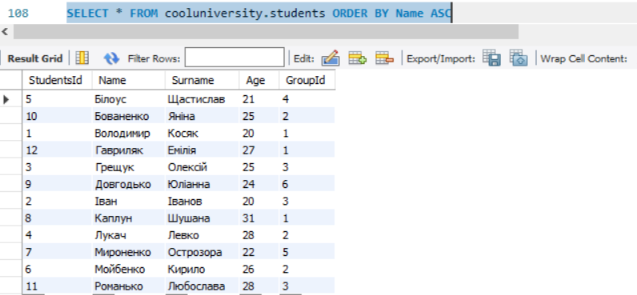 108 SELECT * FROM cooluniversity.students ORDER BY Name ASC
Result Grid Filter Rows: Edit: Export/Import: Wrap Cell Content:
StudentsId Name Surname Age GroupId
5 Білоус Щастислав 21 4
10 Бованенко Яніна 25 2
1 Володимир Косяк 20 1
12 Гавриляк Емілія 27 1
3 Грещук Олексій 25 3
9 Довгодько Юліанна 24 6
2 Іван Іванов 20 3
8 Каплун Шушана 31 1
4 Лукач Левко 28 2
7 Мироненко Острозора 22 5
6 Мойбенко Кирило 26 2
11 Романько Любослава 28 3